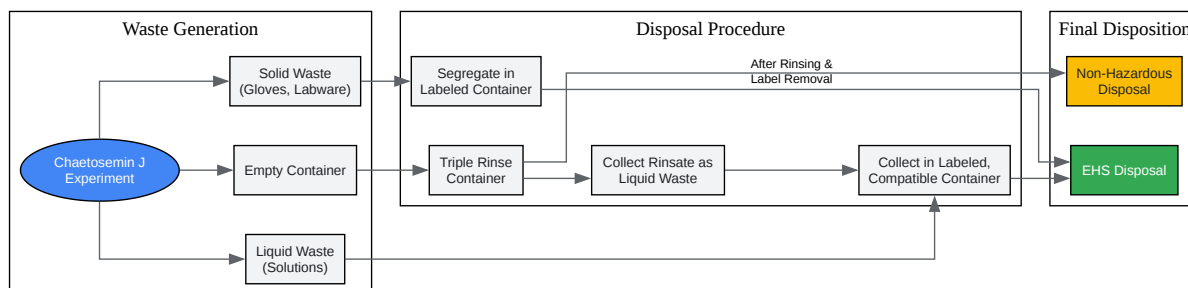 Waste Generation
Disposal Procedure
Final Disposition
Solid Waste
(Gloves, Labware)
Segregate in
Labeled Container
After Rinsing &
Label Removal
Non-Hazardous
Disposal
Chaetosemin J
Experiment
Empty Container
Triple Rinse
Container
Collect Rinsate as
Liquid Waste
Collect in Labeled,
Compatible Container
EHS Disposal
Liquid Waste
(Solutions)